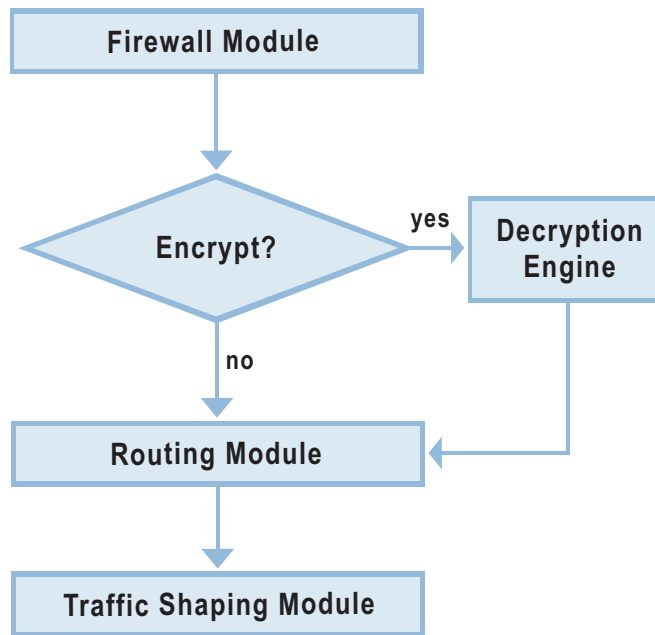 Firewall Module
Encrypt?
yes
Decryption
Engine
no
Routing Module
Traffic Shaping Module